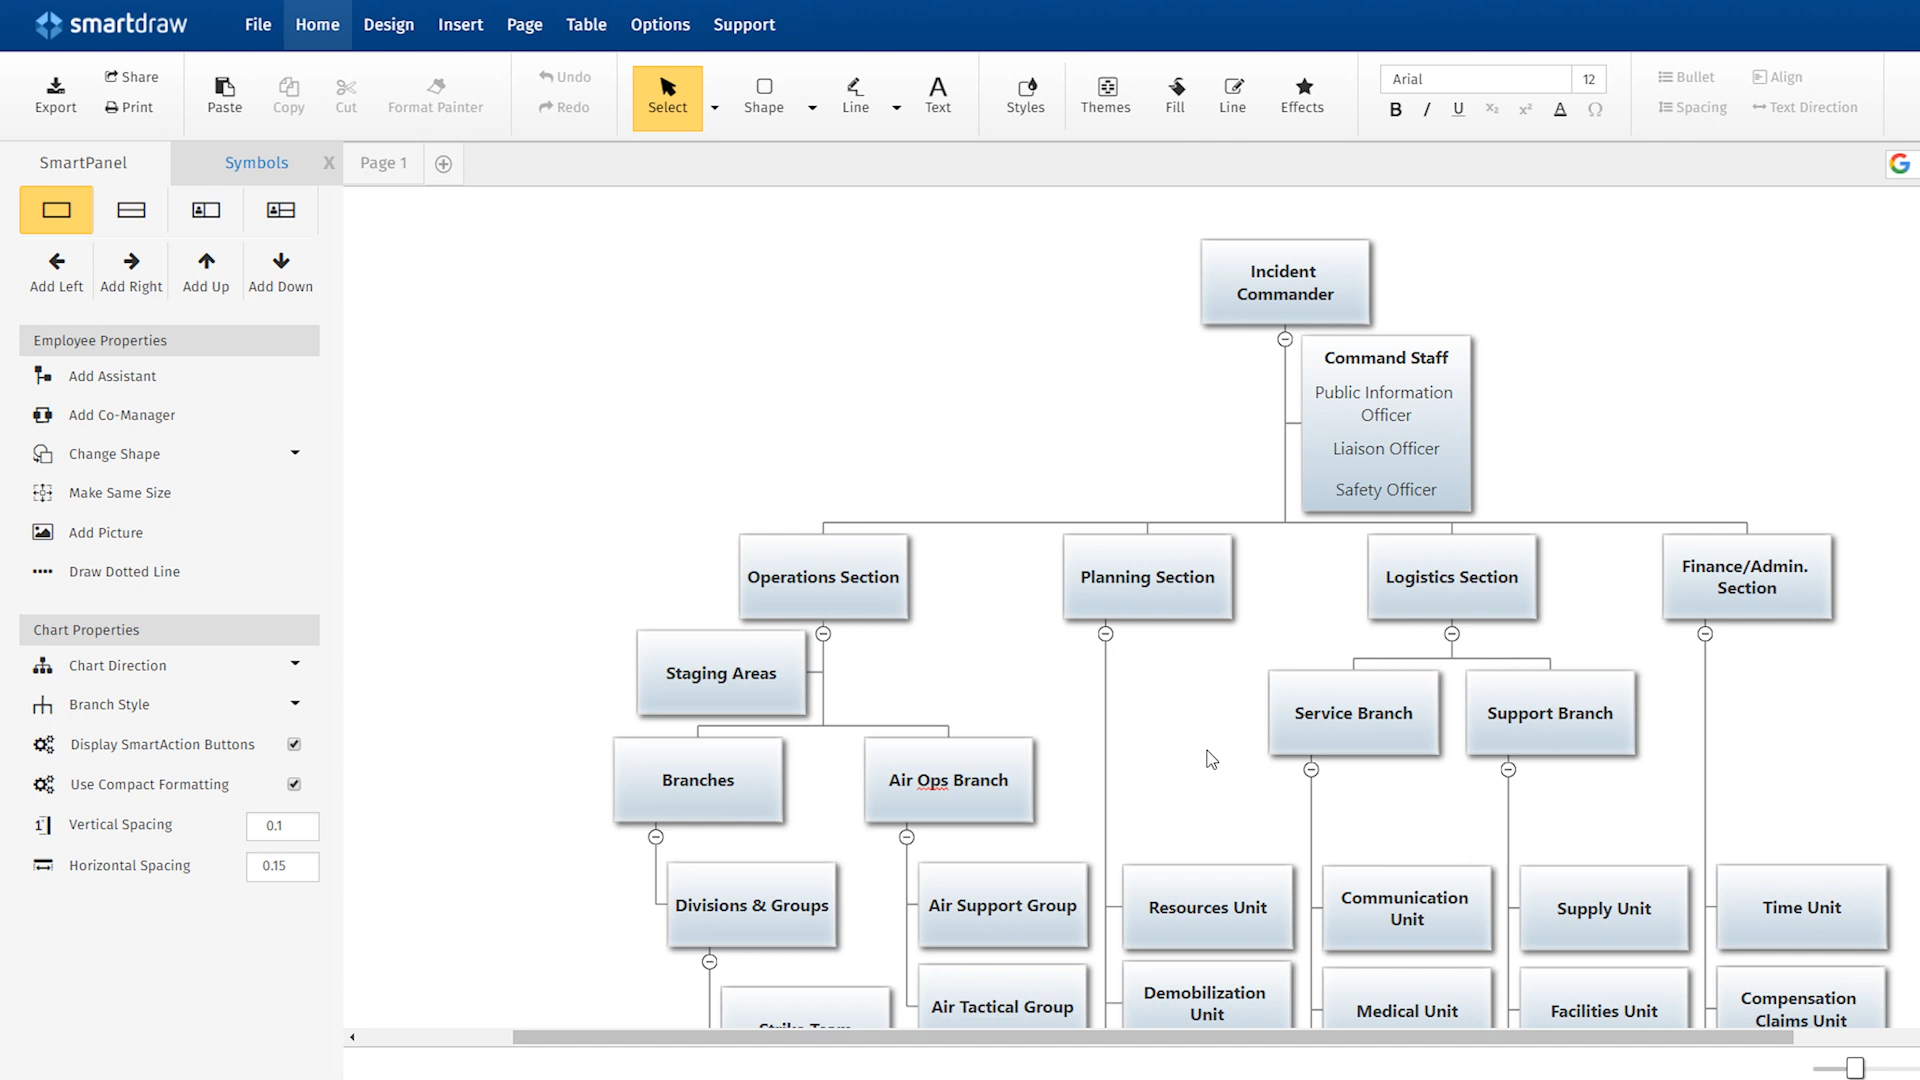 smartdraw
File
Home
Design
Insert
Page
Table
Options
Support
Export
Share
Print
Paste
Copy
Cut
Format Painter
Undo
Redo
Select
Shape
Line
Text
Styles
Themes
Fill
Line
Effects
Arial
12
B
I
U
Bullet
Align
Spacing
Text Direction
SmartPanel
Symbols
X
Page 1
Add Left
Add Right
Add Up
Add Down
Employee Properties
Add Assistant
Add Co-Manager
Change Shape
Make Same Size
Add Picture
Draw Dotted Line
Chart Properties
Chart Direction
Branch Style
Display SmartAction Buttons
Use Compact Formatting
Vertical Spacing
0.1
Horizontal Spacing
0.15
Incident
Commander
Command Staff
Public Information
Officer
Liaison Officer
Safety Officer
Operations Section
Planning Section
Logistics Section
Finance/Admin.
Section
Staging Areas
Service Branch
Support Branch
Branches
Air Ops Branch
Divisions & Groups
Air Support Group
Resources Unit
Communication
Unit
Supply Unit
Time Unit
Air Tactical Group
Demobilization
Unit
Medical Unit
Facilities Unit
Compensation
Claims Unit